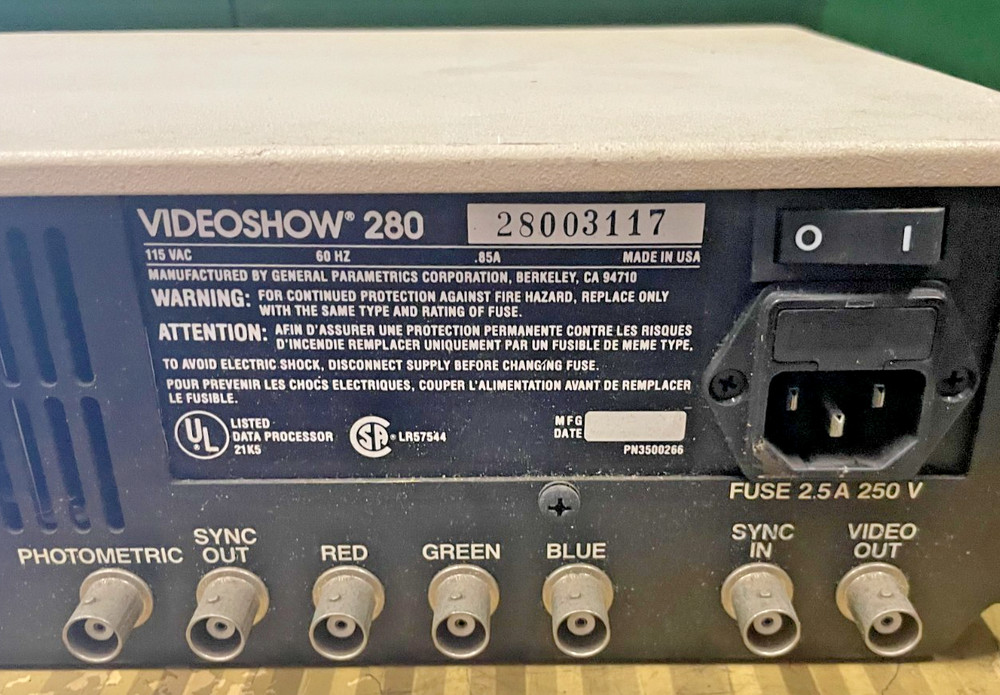 VIDEOSHOW® 280
28003117
115 VAC 60 HZ .85A MADE IN USA
MANUFACTURED BY GENERAL PARAMETRICS CORPORATION, BERKELEY, CA 94710
WARNING: FOR CONTINUED PROTECTION AGAINST FIRE HAZARD, REPLACE ONLY
WITH THE SAME TYPE AND RATING OF FUSE.
ATTENTION: AFIN D'ASSURER UNE PROTECTION PERMANENTE CONTRE LES RISQUES
D'INCENDIE REMPLACER UNIQUEMENT PAR UN FUSIBLE DE MEME TYPE,
TO AVOID ELECTRIC SHOCK, DISCONNECT SUPPLY BEFORE CHANGING FUSE.
POUR PREVENIR LES CHOCS ELECTRIQUES, COUPER L'ALIMENTATION AVANT DE REMPLACER
LE FUSIBLE.
UL
LISTED
DATA PROCESSOR
21K5
SA® LR57544
MFG
DATE
PN3500266
O I
FUSE 2.5A 250 V
PHOTOMETRIC
SYNC
OUT
RED
GREEN
BLUE
SYNC
IN
VIDEO
OUT